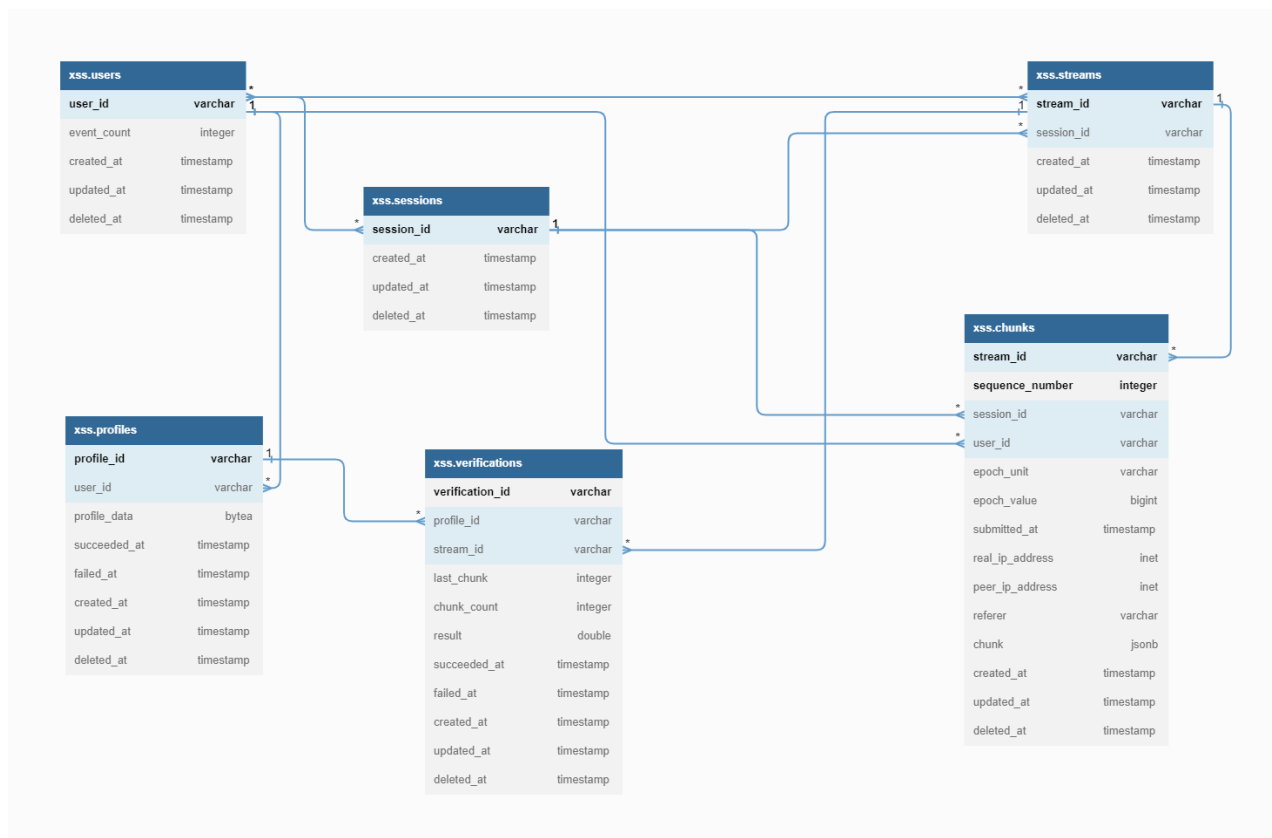 xss.users
user_id varchar
event_count integer
created_at timestamp
updated_at timestamp
deleted_at timestamp
*
1
xss.streams
stream_id varchar
session_id varchar
created_at timestamp
updated_at timestamp
deleted_at timestamp
*
1
*
1
xss.sessions
session_id varchar
created_at timestamp
updated_at timestamp
deleted_at timestamp
*
1
xss.chunks
stream_id varchar
sequence_number integer
session_id varchar
user_id varchar
epoch_unit varchar
epoch_value bigint
submitted_at timestamp
real_ip_address inet
peer_ip_address inet
referer varchar
chunk jsonb
created_at timestamp
updated_at timestamp
deleted_at timestamp
*
*
*
xss.profiles
profile_id varchar
user_id varchar
profile_data bytea
succeeded_at timestamp
failed_at timestamp
created_at timestamp
updated_at timestamp
deleted_at timestamp
1
*
xss.verifications
verification_id varchar
profile_id varchar
stream_id varchar
last_chunk integer
chunk_count integer
result double
succeeded_at timestamp
failed_at timestamp
created_at timestamp
updated_at timestamp
deleted_at timestamp
*
*